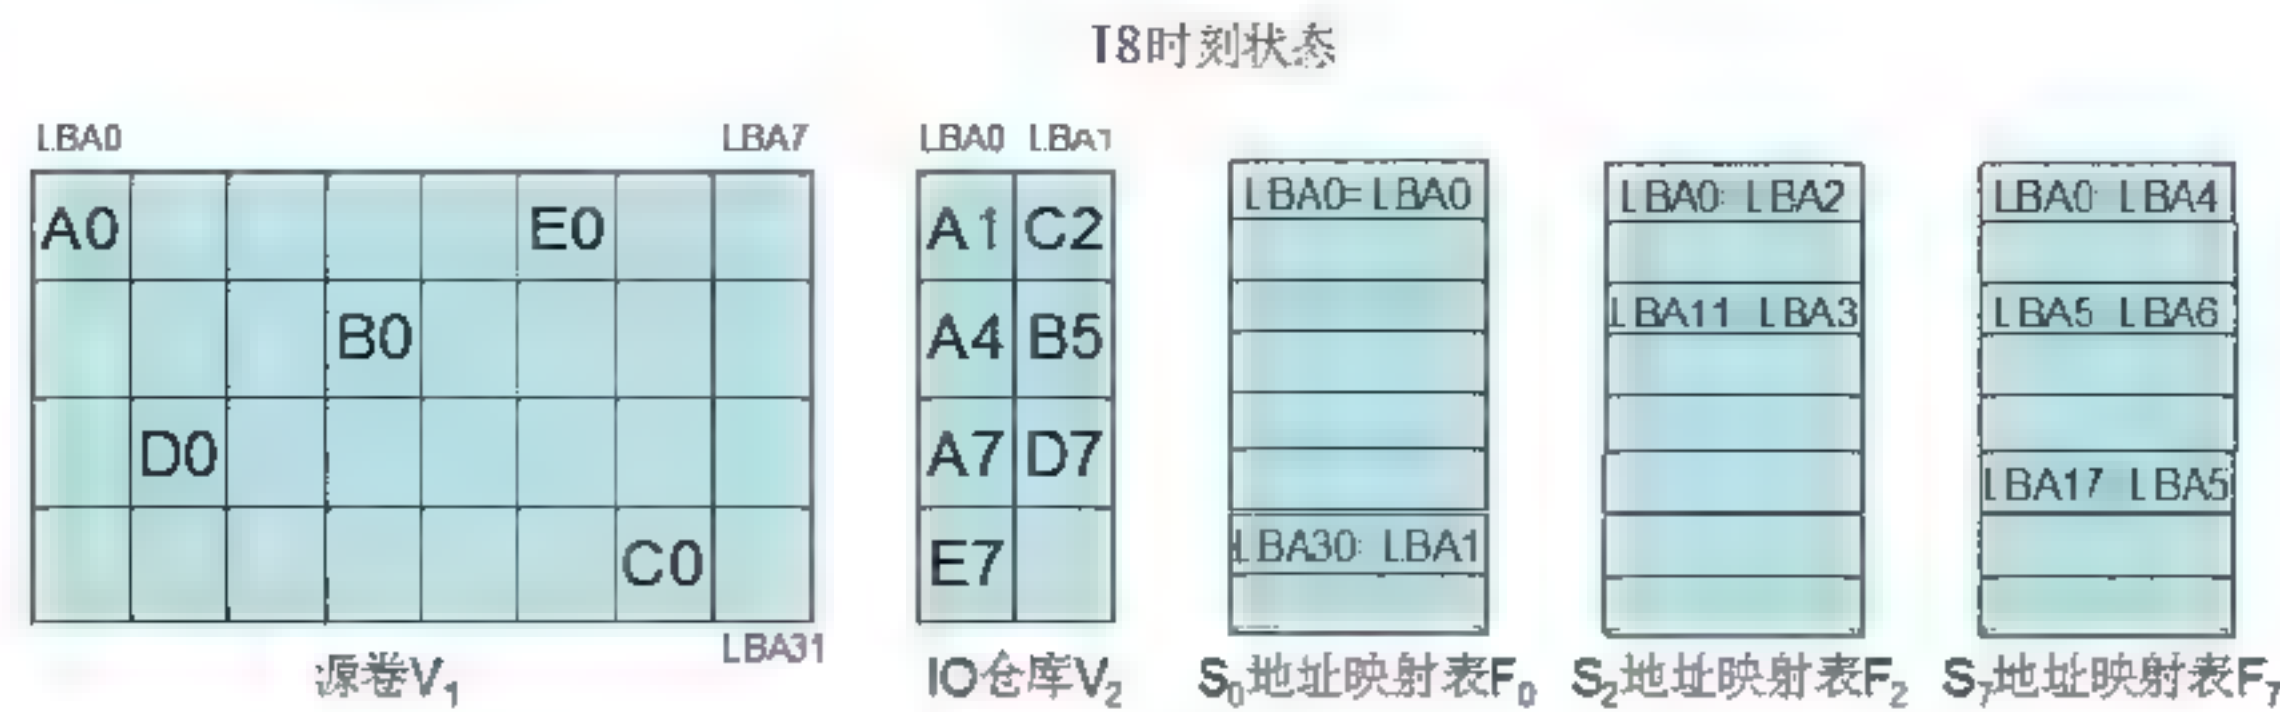 T8时刻状态
LBA0 LBA7 LBA0 LBA1
A0 E0
B0
D0
C0
LBA31
源卷V₁
A1 C2
A4 B5
A7 D7
E7
IO仓库V₂
LBA0= LBA0
LBA30: LBA1
S₀地址映射表F₀
LBA0: LBA2
LBA11 LBA3
S₂地址映射表F₂
LBA0: LBA4
LBA5 LBA6
LBA17 LBA5
S₇地址映射表F₇